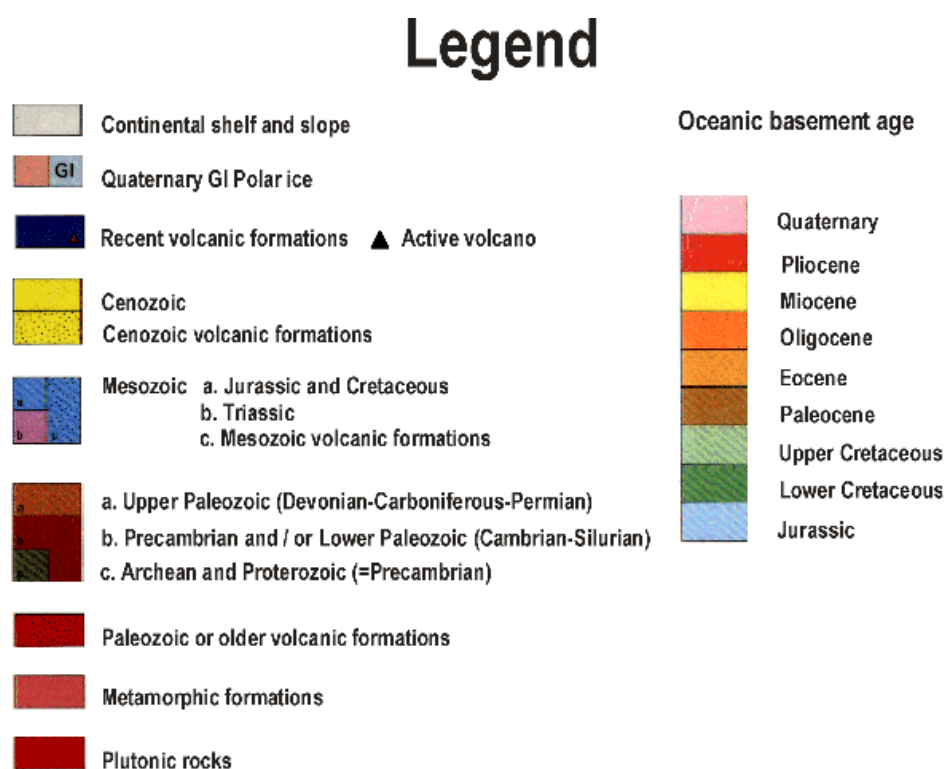 Legend
Continental shelf and slope
GI
Quaternary GI Polar ice
Recent volcanic formations ▲ Active volcano
Cenozoic
Cenozoic volcanic formations
Mesozoic a. Jurassic and Cretaceous
b. Triassic
c. Mesozoic volcanic formations
a
b
c
a. Upper Paleozoic (Devonian-Carboniferous-Permian)
b. Precambrian and / or Lower Paleozoic (Cambrian-Silurian)
c. Archean and Proterozoic (=Precambrian)
a
Paleozoic or older volcanic formations
Metamorphic formations
Plutonic rocks
Oceanic basement age
Quaternary
Pliocene
Miocene
Oligocene
Eocene
Paleocene
Upper Cretaceous
Lower Cretaceous
Jurassic